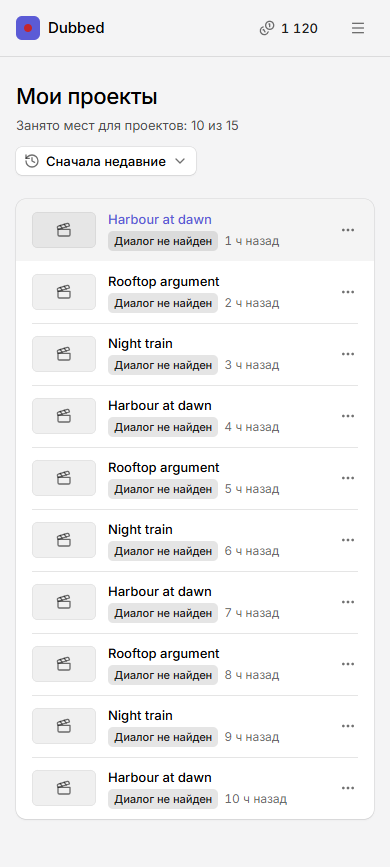 Dubbed
1 120
Мои проекты
Занято мест для проектов: 10 из 15
Сначала недавние
Harbour at dawn
Диалог не найден 1 ч назад
Rooftop argument
Диалог не найден 2 ч назад
Night train
Диалог не найден 3 ч назад
Harbour at dawn
Диалог не найден 4 ч назад
Rooftop argument
Диалог не найден 5 ч назад
Night train
Диалог не найден 6 ч назад
Harbour at dawn
Диалог не найден 7 ч назад
Rooftop argument
Диалог не найден 8 ч назад
Night train
Диалог не найден 9 ч назад
Harbour at dawn
Диалог не найден 10 ч назад